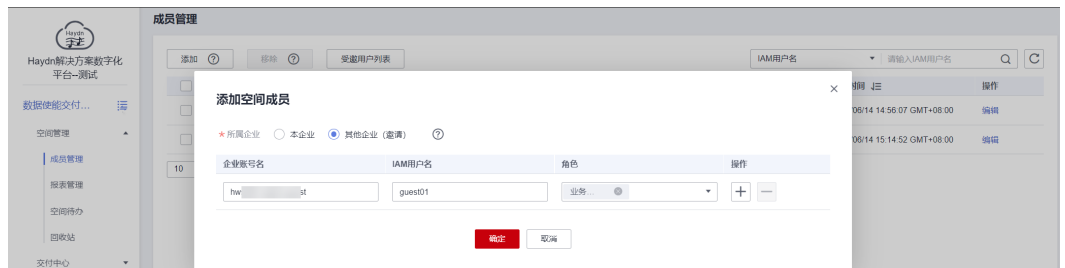 成员管理
Haydn
Haydn解决方案数字化
平台--测试
添加 ? 移除 ? 受邀用户列表 IAM用户名 请输入IAM用户名
时间 操作
数据使能交付...
/06/14 14:56:07 GMT+08:00 编辑
/06/14 15:14:52 GMT+08:00 编辑
10
空间管理
成员管理
报表管理
空间待办
回收站
交付中心
添加空间成员
* 所属企业 本企业 其他企业 (邀请) ?
企业账号名 IAM用户名 角色 操作
hw st guest01 业务...
确定 取消